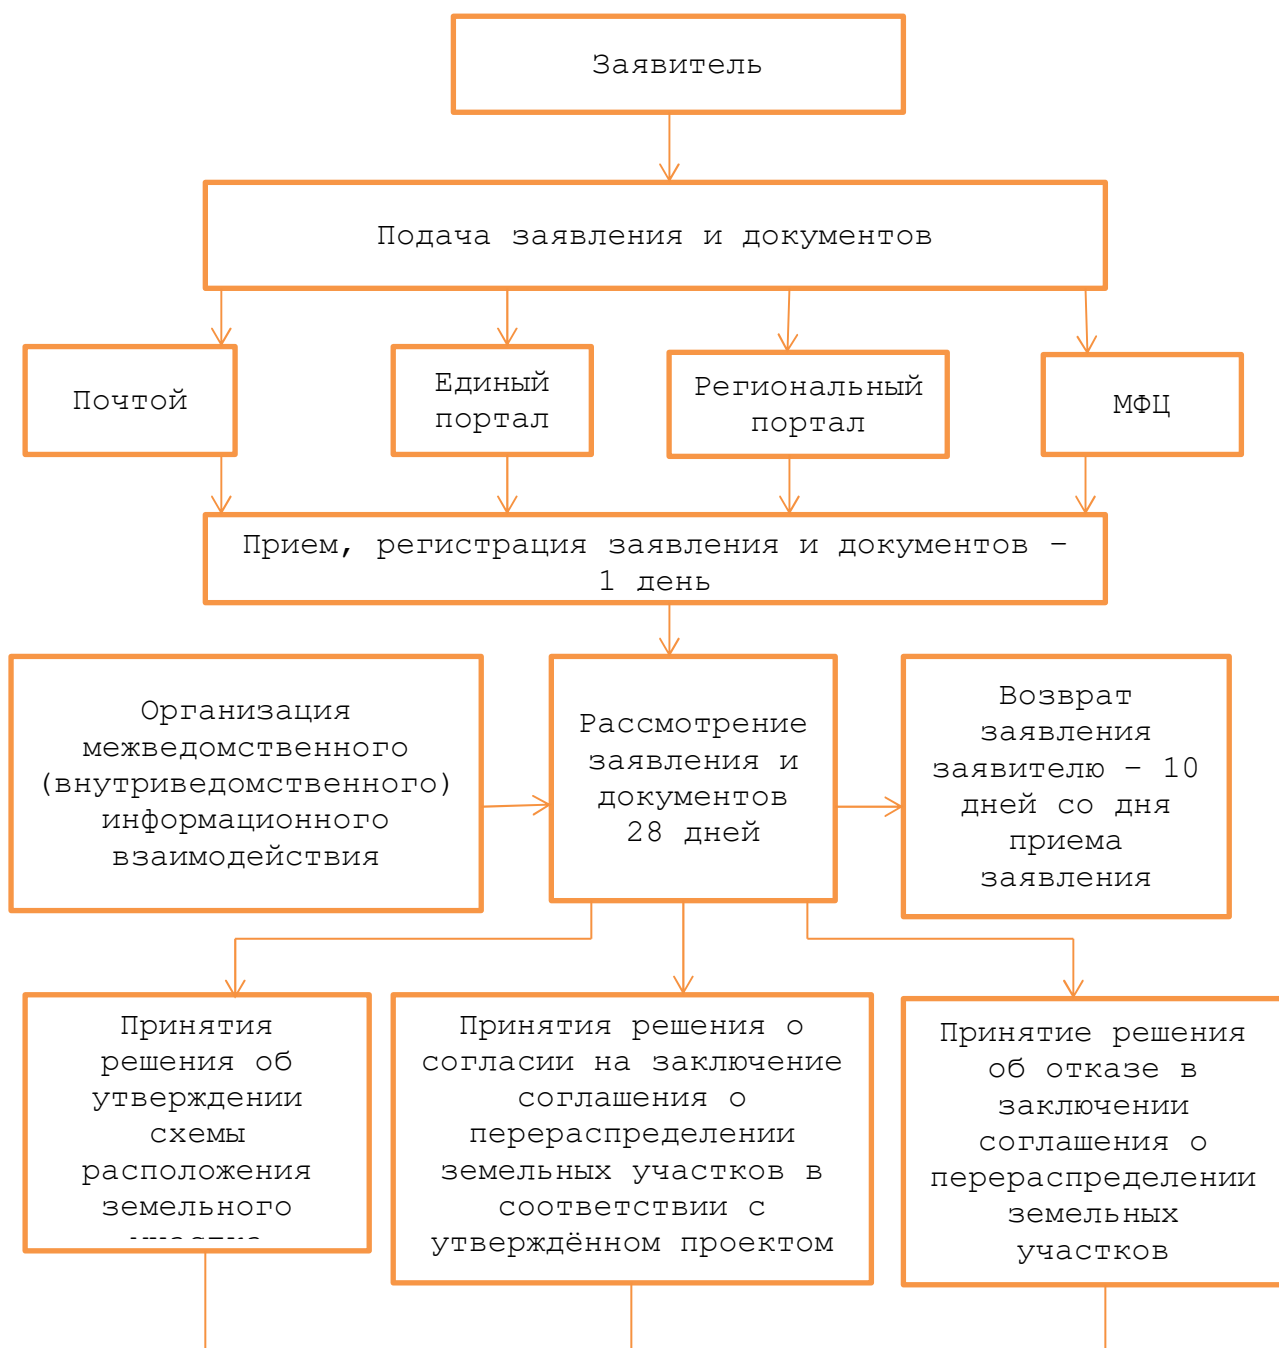 Заявитель
Подача заявления и документов
Почтой
Единый
портал
Региональный
портал
МФЦ
Прием, регистрация заявления и документов –
1 день
Организация
межведомственного
(внутриведомственного)
информационного
взаимодействия
Рассмотрение
заявления и
документов
28 дней
Возврат
заявления
заявителю – 10
дней со дня
приема
заявления
Принятия
решения об
утверждении
схемы
расположения
земельного
Принятия решения о
согласии на заключение
соглашения о
перераспределении
земельных участков в
соответствии с
утверждённом проектом
Принятие решения
об отказе в
заключении
соглашения о
перераспределении
земельных
участков